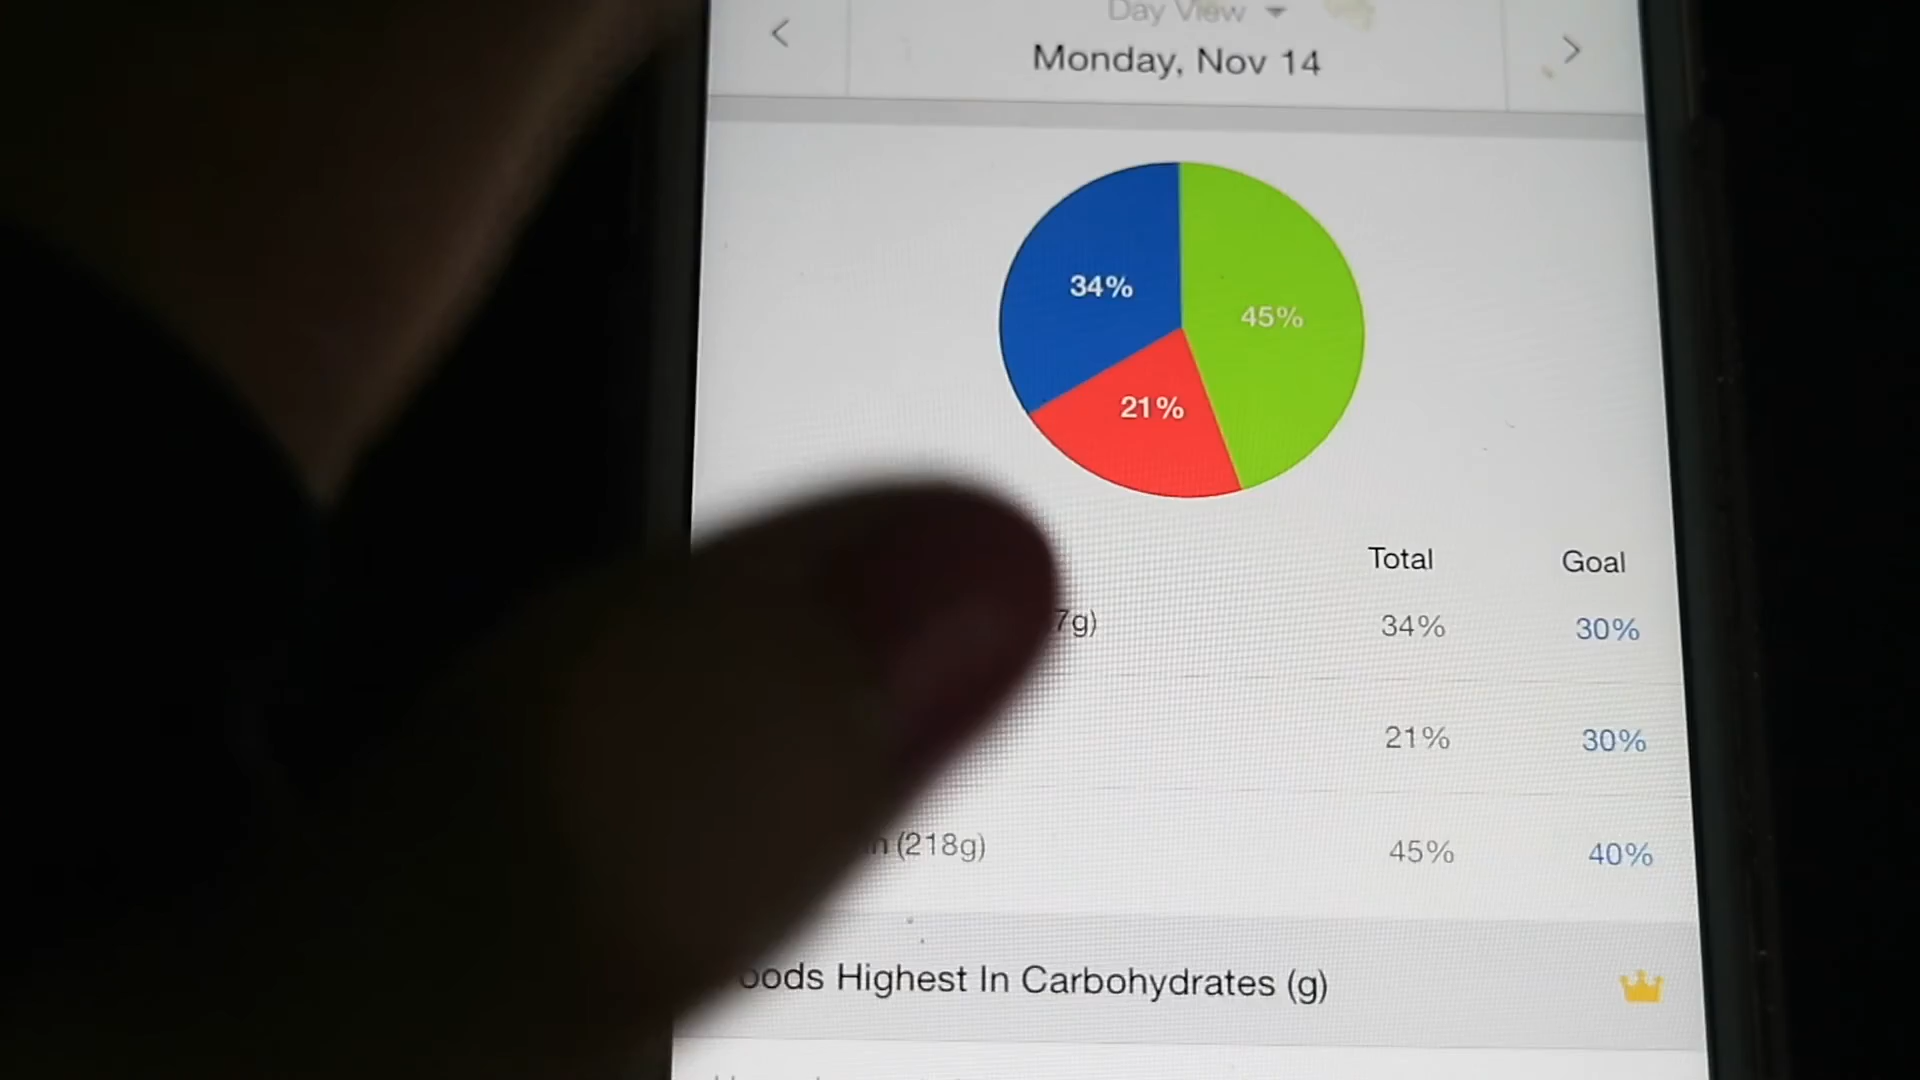 Day View
Monday, Nov 14
34%
45%
21%
Total Goal
7g) 34% 30%
21% 30%
(218g) 45% 40%
Highest In Carbohydrates (g)